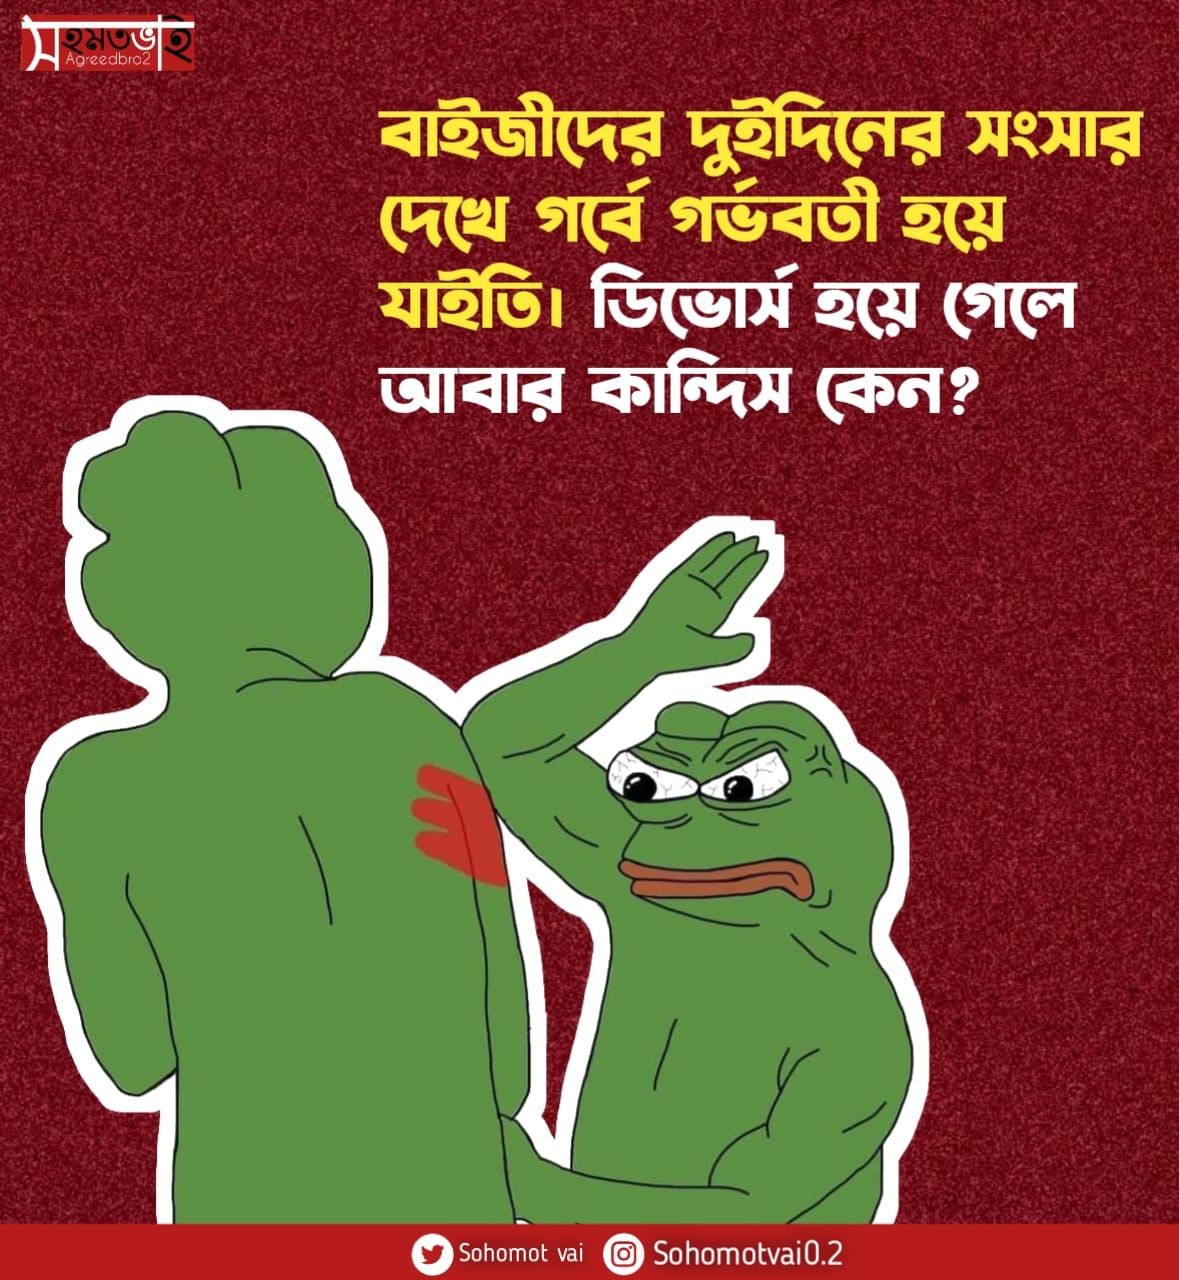 সহমতভাই
Agreedbro2
বাইজীদের দুইদিনের সংসার
দেখে গর্বে গর্ভবতী হয়ে
যাইতি। ডিভোর্স হয়ে গেলে
আবার কান্দিস কেন?
Sohomot vai Sohomotvai0.2